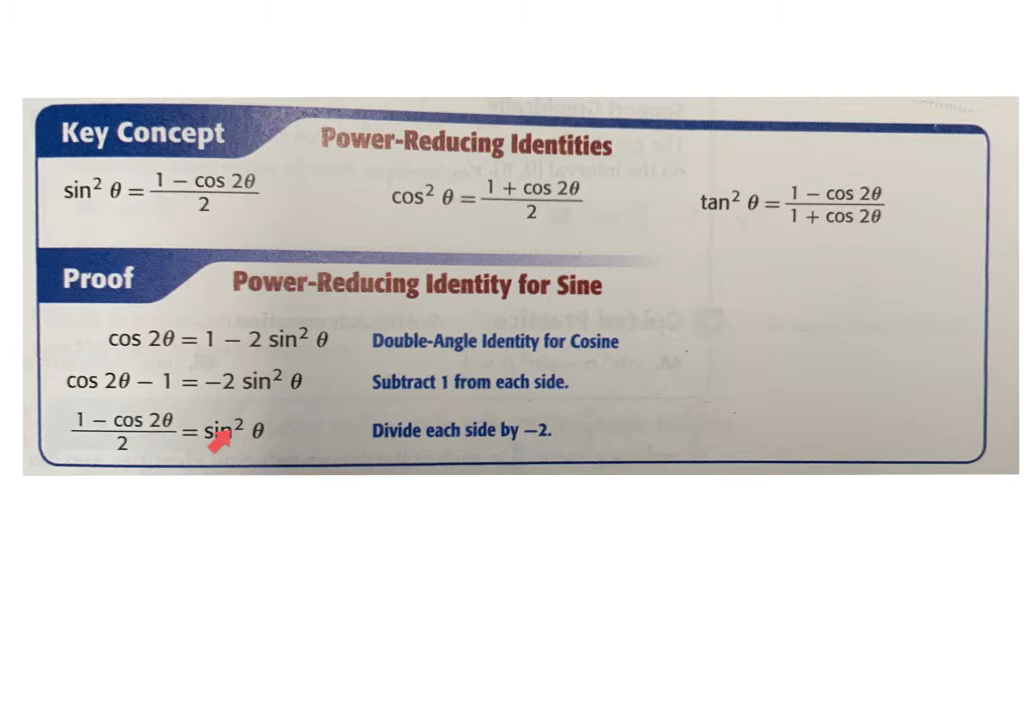 Key Concept Power-Reducing Identities
sin² θ = (1 − cos 2θ)/2 cos² θ = (1 + cos 2θ)/2 tan² θ = (1 − cos 2θ)/(1 + cos 2θ)
Proof Power-Reducing Identity for Sine
cos 2θ = 1 − 2 sin² θ Double-Angle Identity for Cosine
cos 2θ − 1 = −2 sin² θ Subtract 1 from each side.
(1 − cos 2θ)/2 = sin² θ Divide each side by −2.